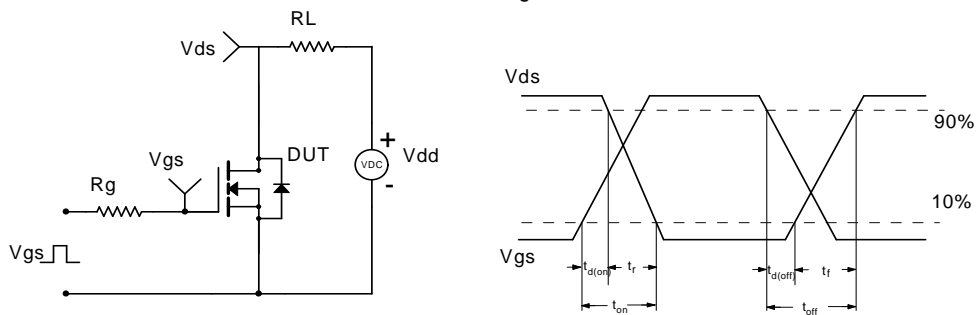 RL
Vds
Vgs
DUT
VDC
+
-
Vdd
Rg
Vgs
Vds
90%
10%
Vgs
td(on)
tr
td(off)
tf
ton
toff